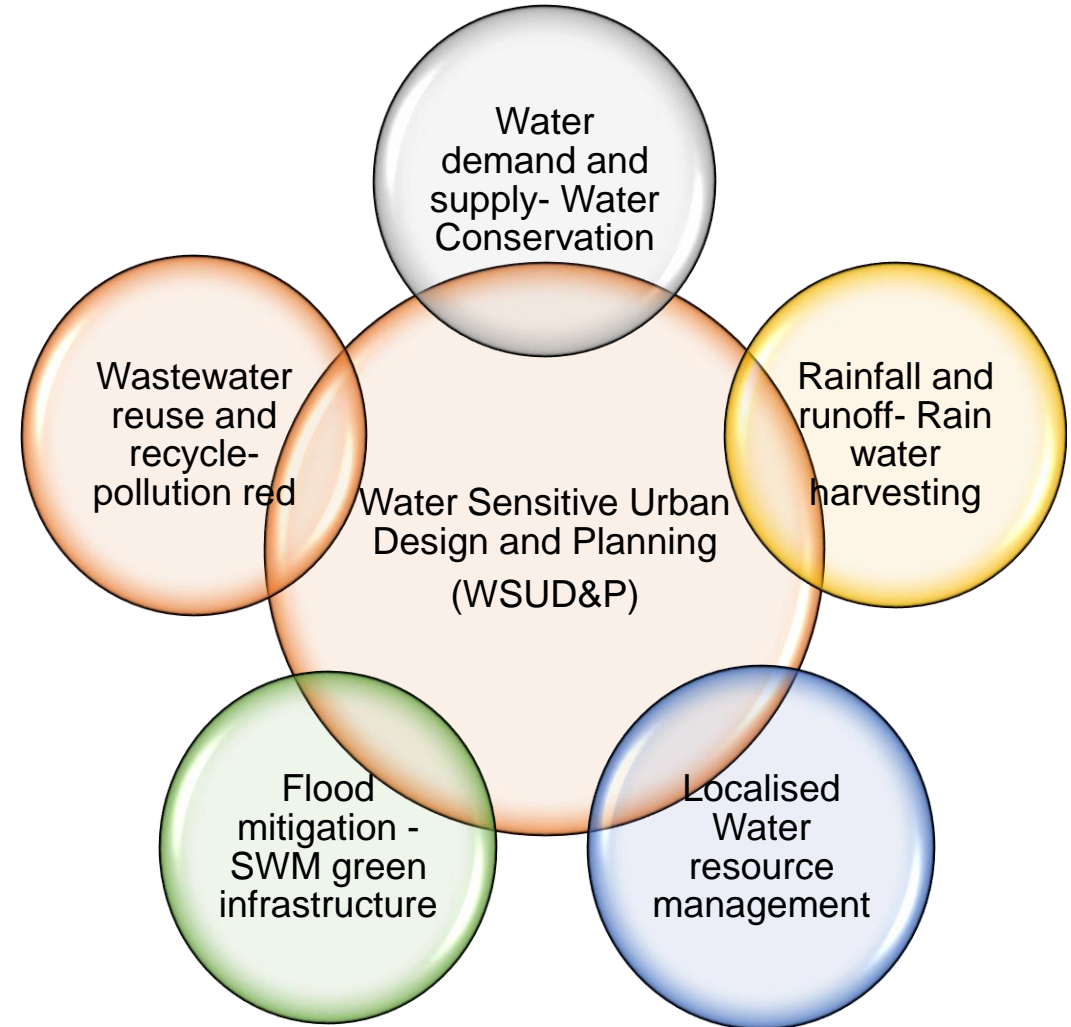 Water
demand and
supply- Water
Conservation
Wastewater
reuse and
recycle-
pollution red
Rainfall and
runoff- Rain
water
harvesting
Water Sensitive Urban
Design and Planning
(WSUD&P)
Flood
mitigation -
SWM green
infrastructure
Localised
Water
resource
management